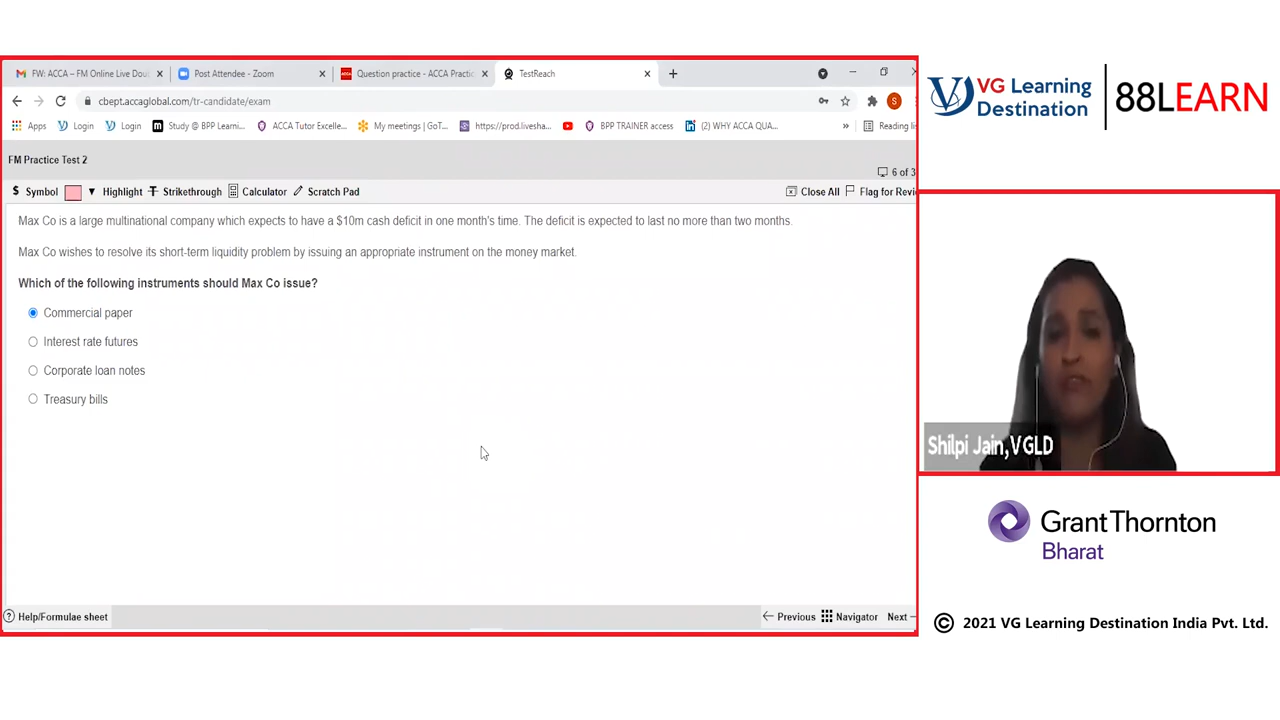 FW: ACCA – FM Online Live Dou
Post Attendee - Zoom
Question practice - ACCA Practic
TestReach
cbept.accaglobal.com/tr-candidate/exam
Apps
Login
Login
Study @ BPP Learni...
ACCA Tutor Excelle...
My meetings | GoT...
https://prod.livesha...
BPP TRAINER access
(2) WHY ACCA QUA...
»
Reading lis
FM Practice Test 2
6 of 3
$ Symbol
Highlight
Strikethrough
Calculator
Scratch Pad
Close All
Flag for Revi
Max Co is a large multinational company which expects to have a $10m cash deficit in one month's time. The deficit is expected to last no more than two months.
Max Co wishes to resolve its short-term liquidity problem by issuing an appropriate instrument on the money market.
Which of the following instruments should Max Co issue?
Commercial paper
Interest rate futures
Corporate loan notes
Treasury bills
? Help/Formulae sheet
Previous
Navigator
Next
VG Learning
Destination
88LEARN
Shilpi Jain,VGLD
Grant Thornton
Bharat
© 2021 VG Learning Destination India Pvt. Ltd.